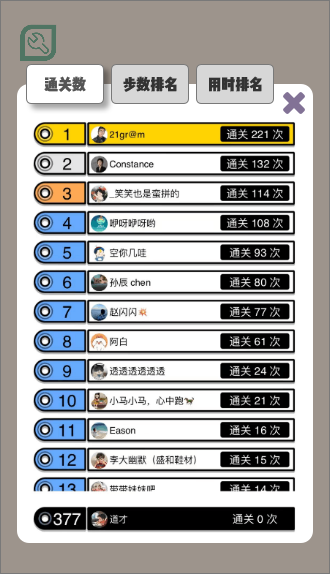 通关数 步数排名 用时排名
1 21gr@m 通关 221 次
2 Constance 通关 132 次
3 _笑笑也是蛮拼的 通关 114 次
4 咿呀咿呀哟 通关 108 次
5 空你几哇 通关 93 次
6 孙辰 chen 通关 80 次
7 赵闪闪💥 通关 77 次
8 阿白 通关 61 次
9 透透透透透透 通关 24 次
10 小马小马，心中跑🐎 通关 21 次
11 Eason 通关 16 次
12 李大幽默（盛和鞋材） 通关 15 次
13 带带妹妹吧 通关 14 次
377 道才 通关 0 次